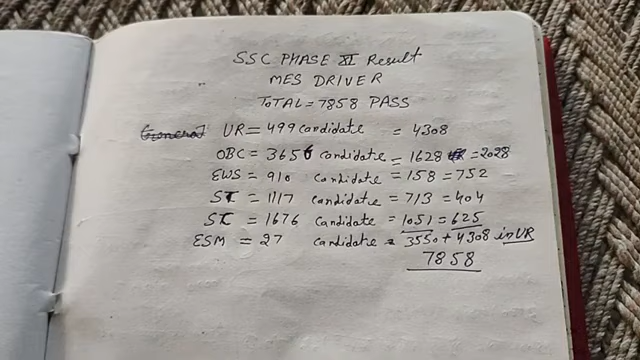 SSC PHASE XI Result
MES DRIVER
TOTAL = 7858 PASS
General UR = 499 candidate = 4308
OBC = 3656 candidate = 1628 = 2028
EWS = 910 candidate = 158 = 752
ST = 1117 candidate = 713 = 404
SC = 1676 candidate = 1051 = 625
ESM = 27 candidate = 3550 + 4308 in UR
7858